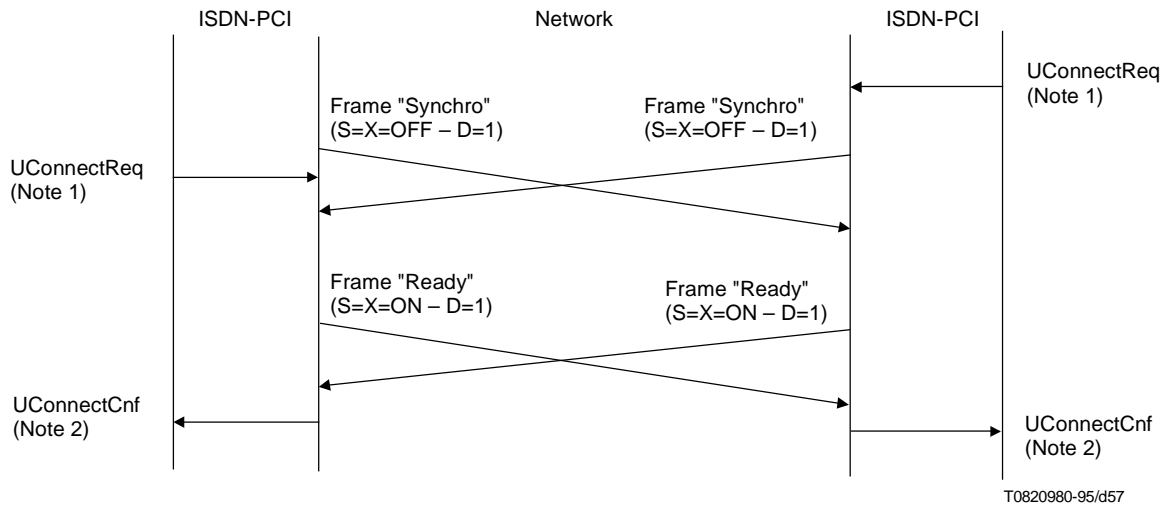 ISDN-PCI
Network
ISDN-PCI
UConnectReq
(Note 1)
Frame "Synchro"
(S=X=OFF – D=1)
Frame "Synchro"
(S=X=OFF – D=1)
UConnectReq
(Note 1)
Frame "Ready"
(S=X=ON – D=1)
Frame "Ready"
(S=X=ON – D=1)
UConnectCnf
(Note 2)
UConnectCnf
(Note 2)
T0820980-95/d57